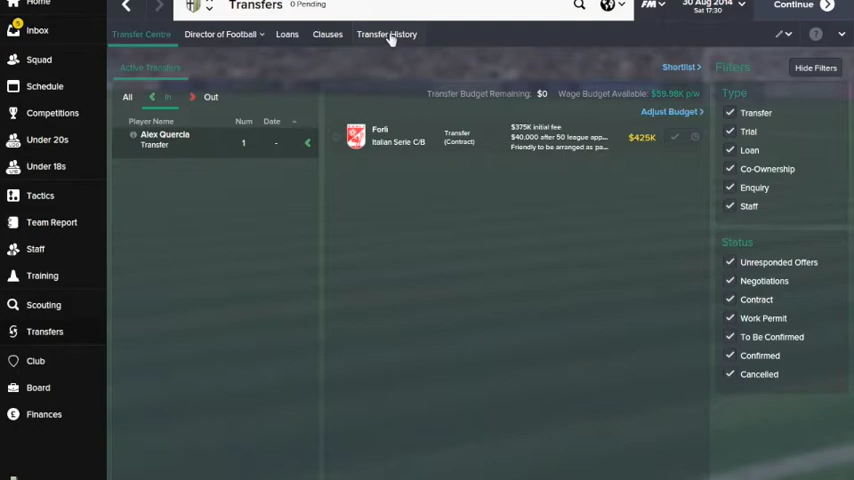 Home
Transfers
0 Pending
FM
30 Aug 2014
Sat 17:30
Continue
5
Inbox
Transfer Centre
Director of Football
Loans
Clauses
Transfer History
?
Squad
Active Transfers
Shortlist
Filters
Hide Filters
Schedule
All
In
Out
Transfer Budget Remaining: $0
Wage Budget Available: $59.98K p/w
Type
Competitions
Adjust Budget
Transfer
Player Name
Num
Date
Trial
Under 20s
Alex Quercia
Transfer
1
-
Forlì
Italian Serie C/B
Transfer
(Contract)
$375K initial fee
$40,000 after 50 league app...
Friendly to be arranged as pa...
$425K
Loan
Under 18s
Co-Ownership
Enquiry
Tactics
Staff
Team Report
Staff
Status
Unresponded Offers
Training
Negotiations
Scouting
Contract
Work Permit
Transfers
To Be Confirmed
Club
Confirmed
Board
Cancelled
Finances